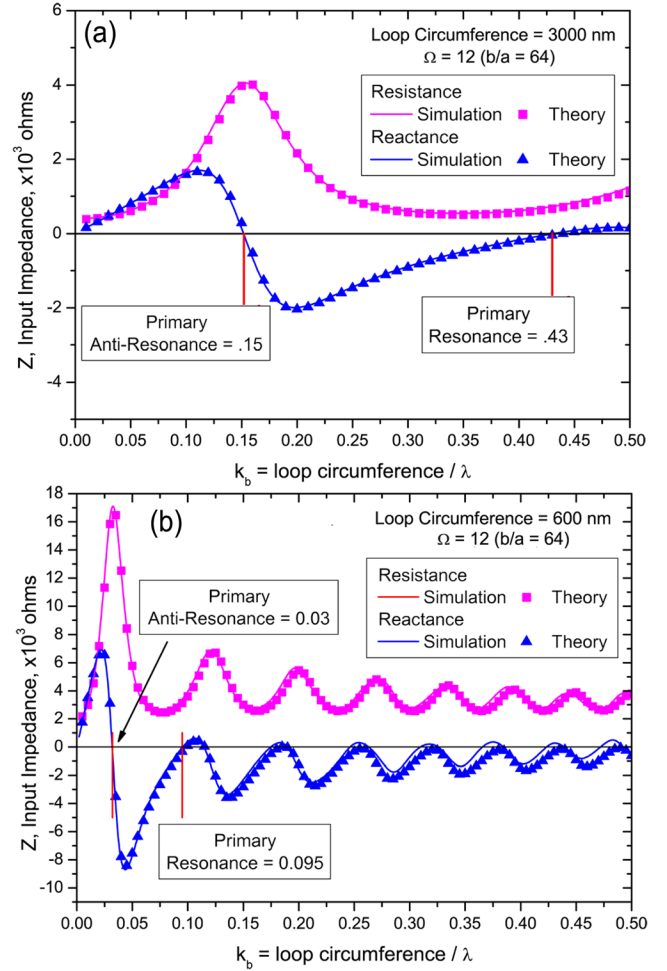 (a)
Loop Circumference = 3000 nm
Ω = 12 (b/a = 64)
Resistance
Simulation Theory
Reactance
Simulation Theory
Z, Input Impedance, x10³ ohms
6
4
2
0
-2
-4
Primary
Anti-Resonance = .15
Primary
Resonance = .43
0.00 0.05 0.10 0.15 0.20 0.25 0.30 0.35 0.40 0.45 0.50
k_b = loop circumference / λ
(b)
Loop Circumference = 600 nm
Ω = 12 (b/a = 64)
Resistance
Simulation Theory
Reactance
Simulation Theory
Z, Input Impedance, x10³ ohms
18
16
14
12
10
8
6
4
2
0
-2
-4
-6
-8
-10
Primary
Anti-Resonance = 0.03
Primary
Resonance = 0.095
0.00 0.05 0.10 0.15 0.20 0.25 0.30 0.35 0.40 0.45 0.50
k_b = loop circumference / λ